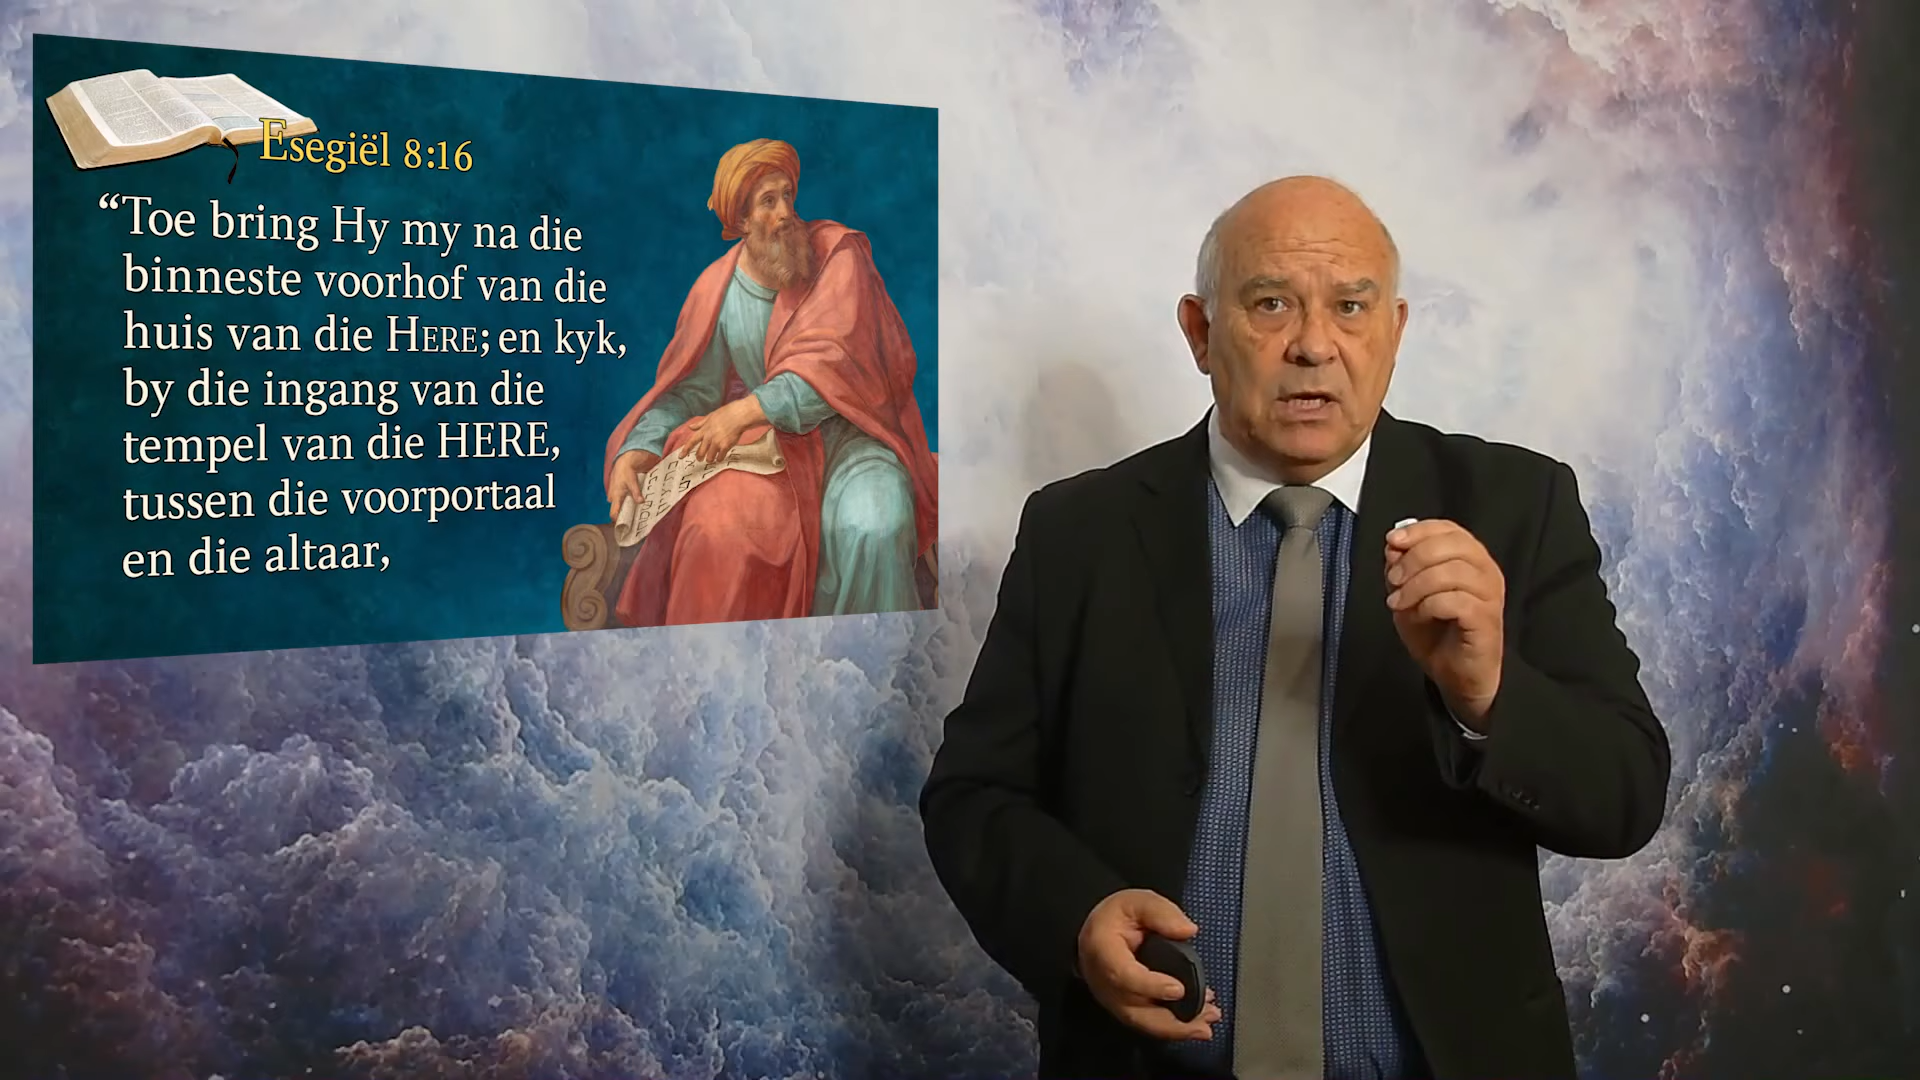 Esegiël 8:16
“Toe bring Hy my na die
binneste voorhof van die
huis van die HERE; en kyk,
by die ingang van die
tempel van die HERE,
tussen die voorportaal
en die altaar,